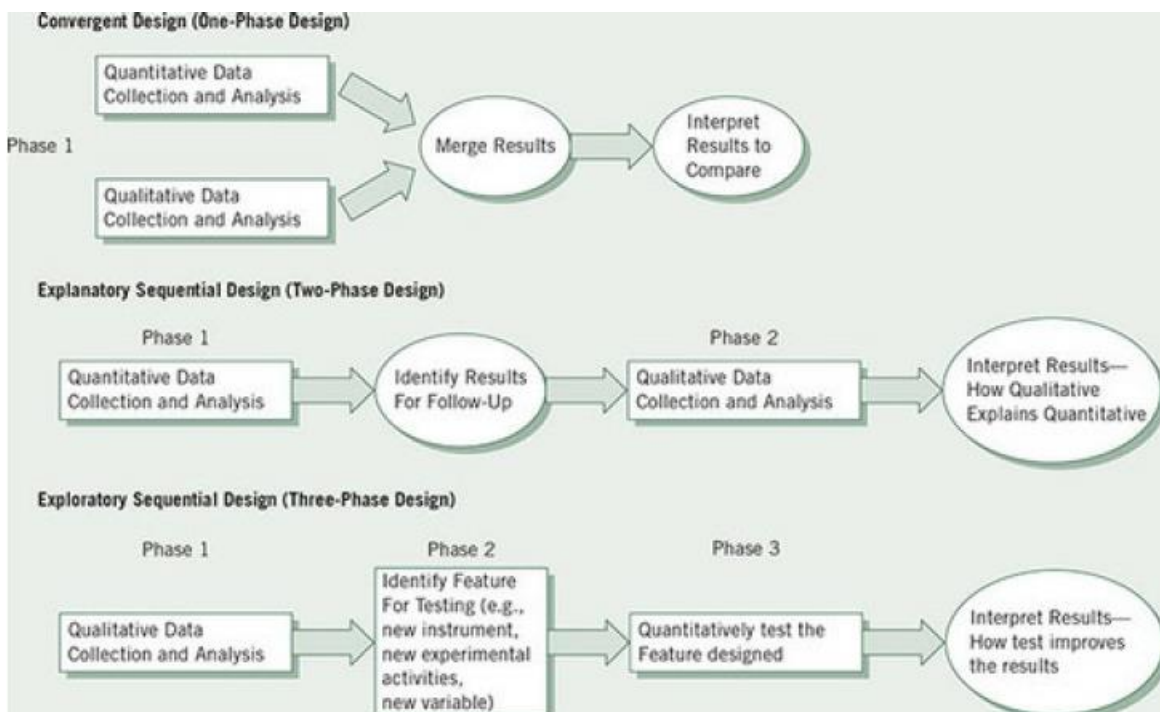 Convergent Design (One-Phase Design)
Quantitative Data
Collection and Analysis
Phase 1
Merge Results
Interpret
Results to
Compare
Qualitative Data
Collection and Analysis
Explanatory Sequential Design (Two-Phase Design)
Phase 1
Phase 2
Quantitative Data
Collection and Analysis
Identify Results
For Follow-Up
Qualitative Data
Collection and Analysis
Interpret Results—
How Qualitative
Explains Quantitative
Exploratory Sequential Design (Three-Phase Design)
Phase 1
Phase 2
Phase 3
Qualitative Data
Collection and Analysis
Identify Feature
For Testing (e.g.,
new instrument,
new experimental
activities,
new variable)
Quantitatively test the
Feature designed
Interpret Results—
How test improves
the results